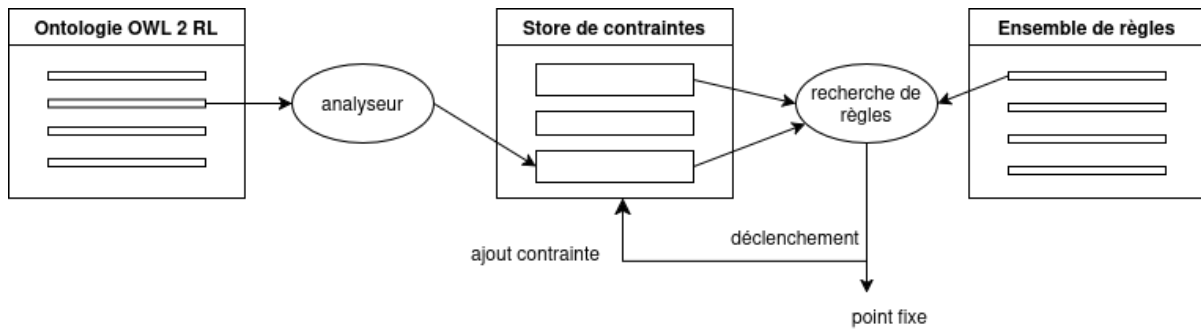 Ontologie OWL 2 RL
Store de contraintes
Ensemble de règles
analyseur
recherche de
règles
déclenchement
ajout contrainte
point fixe